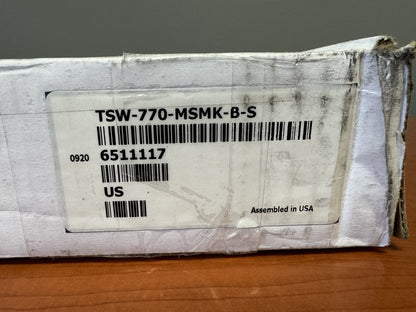 TSW-770-MSMK-B-S
0920 6511117
US
Assembled in USA